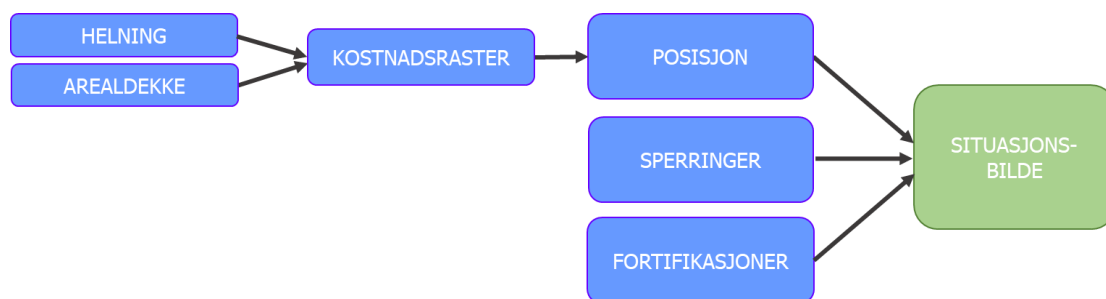 HELNING
AREALDEKKE
KOSTNADSRASTER
POSISJON
SPERRINGER
FORTIFIKASJONER
SITUASJONS-
BILDE